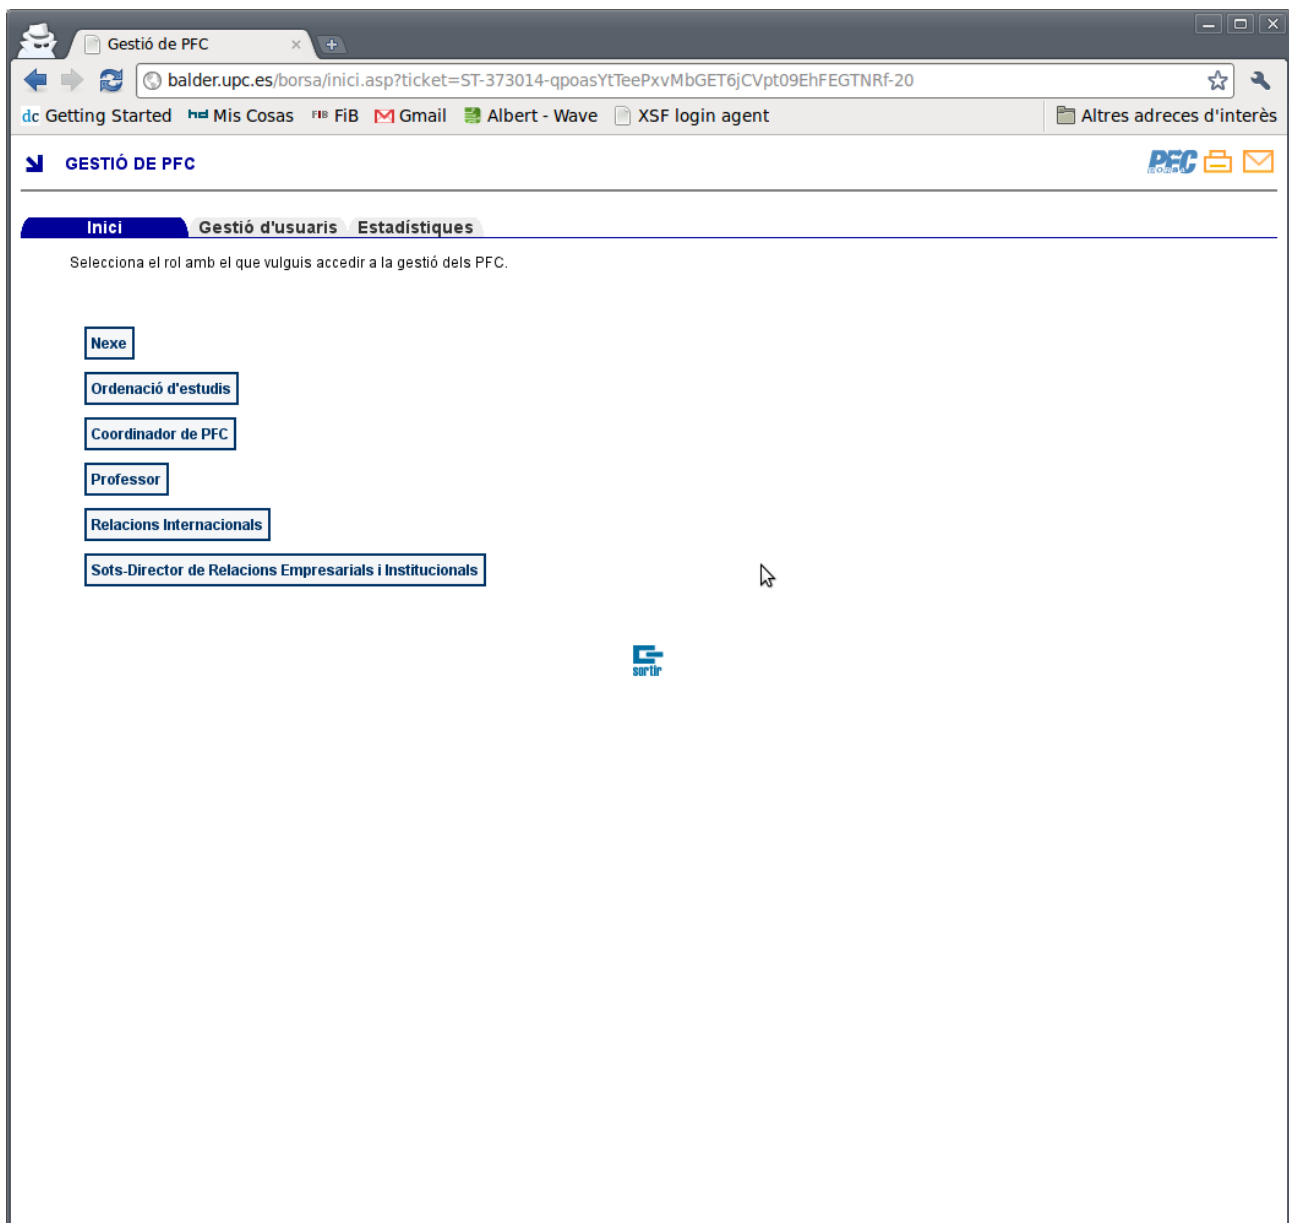 Gestió de PFC
balder.upc.es/borsa/inici.asp?ticket=ST-373014-qpoasYtTeePxvMbGET6jCVpt09EhFEGTNRf-20
dc Getting Started Mis Cosas FIB FiB Gmail Albert - Wave XSF login agent Altres adreces d'interès
GESTIÓ DE PFC
PFC
BORSA
Inici Gestió d'usuaris Estadístiques
Selecciona el rol amb el que vulguis accedir a la gestió dels PFC.
Nexe
Ordenació d'estudis
Coordinador de PFC
Professor
Relacions Internacionals
Sots-Director de Relacions Empresarials i Institucionals
sortir